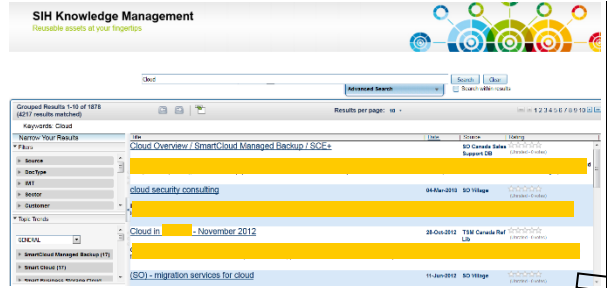 SIH Knowledge Management
Reusable assets at your fingertips
Cloud
Search Clear
Advanced Search
Search within results
Grouped Results 1-10 of 1878
(4217 results matched)
Results per page: 10
1 2 3 4 5 6 7 8 9 10
Keywords: Cloud
Narrow Your Results
Title Date Source Rating
Filters
Source
DocType
IMT
Sector
Customer
Topic Trends
GENERAL
SmartCloud Managed Backup (17)
Smart Cloud (11)
Smart Business Storage Cloud
Cloud Overview / SmartCloud Managed Backup / SCE+
SO Canada Sales
Support DB
cloud security consulting
04-Mar-2010 SO Village
Cloud in - November 2012
28-Oct-2012 TSM Canada Ref
Lib
(SO) - migration services for cloud
11-Jun-2012 SO Village